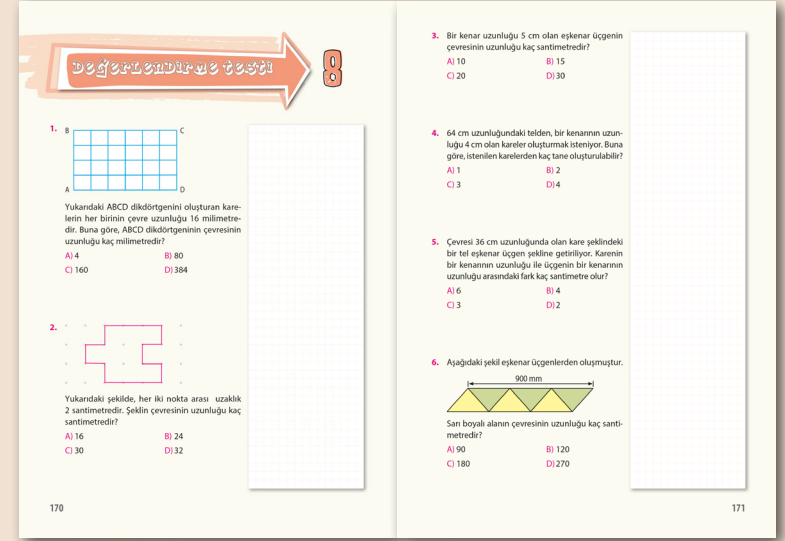 Değerlendirme testi
8
1.
B
C
A
D
Yukarıdaki ABCD dikdörtgenini oluşturan kare-
lerin her birinin çevre uzunluğu 16 milimetre-
dir. Buna göre, ABCD dikdörtgeninin çevresinin
uzunluğu kaç milimetredir?
A) 4 B) 80
C) 160 D) 384
2.
Yukarıdaki şekilde, her iki nokta arası uzaklık
2 santimetredir. Şeklin çevresinin uzunluğu kaç
santimetredir?
A) 16 B) 24
C) 30 D) 32
170
3. Bir kenar uzunluğu 5 cm olan eşkenar üçgenin
çevresinin uzunluğu kaç santimetredir?
A) 10 B) 15
C) 20 D) 30
4. 64 cm uzunluğundaki telden, bir kenarının uzun-
luğu 4 cm olan kareler oluşturmak isteniyor. Buna
göre, istenilen karelerden kaç tane oluşturulabilir?
A) 1 B) 2
C) 3 D) 4
5. Çevresi 36 cm uzunluğunda olan kare şeklindeki
bir tel eşkenar üçgen şekline getiriliyor. Karenin
bir kenarının uzunluğu ile üçgenin bir kenarının
uzunluğu arasındaki fark kaç santimetre olur?
A) 6 B) 4
C) 3 D) 2
6. Aşağıdaki şekil eşkenar üçgenlerden oluşmuştur.
900 mm
Sarı boyalı alanın çevresinin uzunluğu kaç santi-
metredir?
A) 90 B) 120
C) 180 D) 270
171